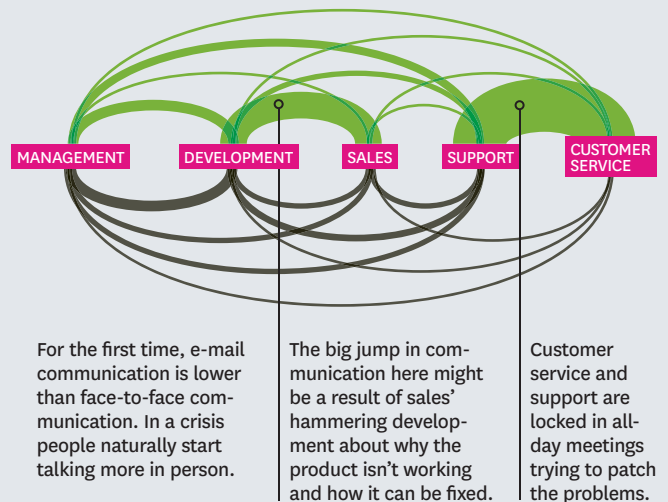 MANAGEMENT
DEVELOPMENT
SALES
SUPPORT
CUSTOMER
SERVICE
For the first time, e-mail
communication is lower
than face-to-face com-
munication. In a crisis
people naturally start
talking more in person.
The big jump in com-
munication here might
be a result of sales’
hammering develop-
ment about why the
product isn’t working
and how it can be fixed.
Customer
service and
support are
locked in all-
day meetings
trying to patch
the problems.